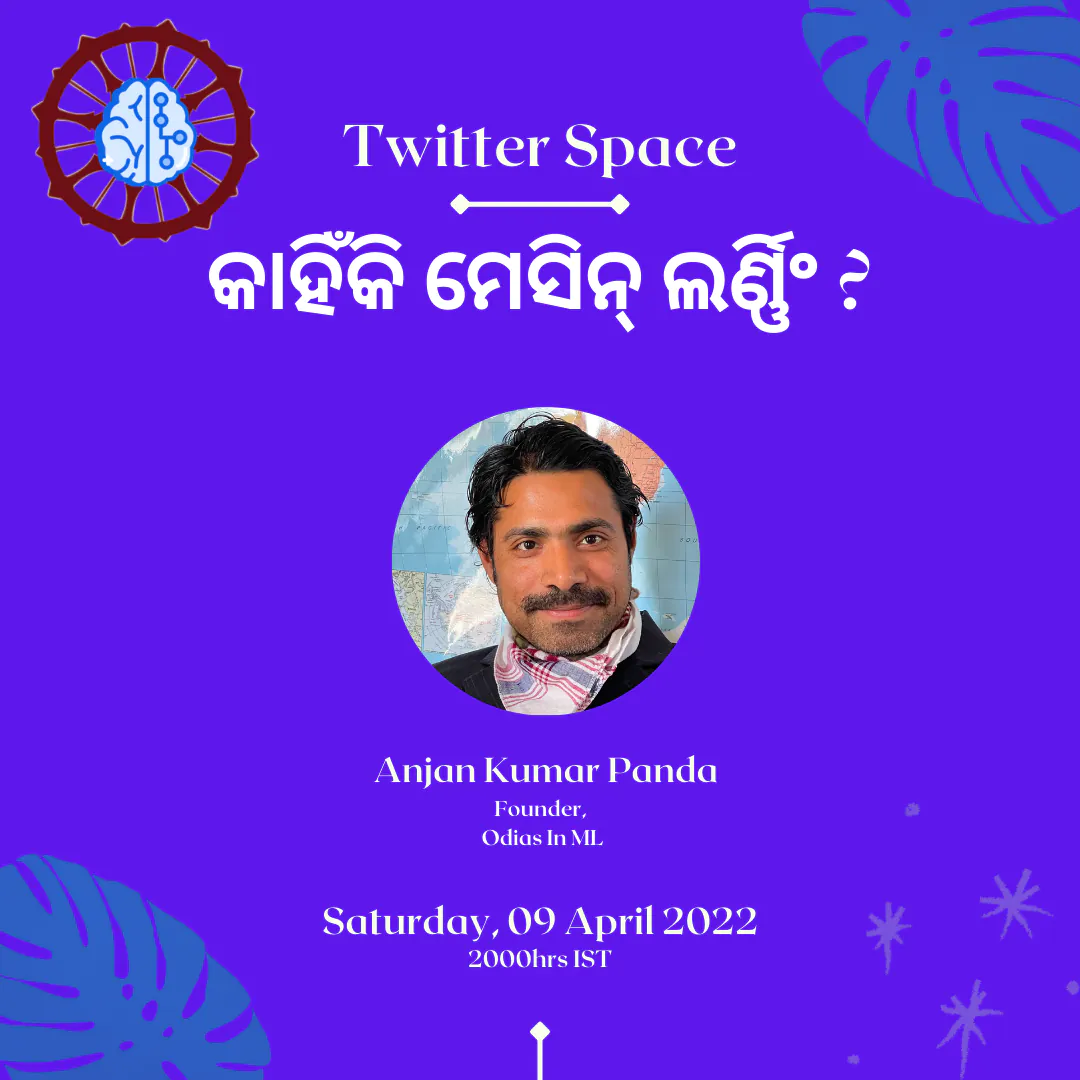 Twitter Space
କାହିଁକି ମେସିନ୍ ଲର୍ଣ୍ଣିଂ ?
Anjan Kumar Panda
Founder,
Odias In ML
Saturday, 09 April 2022
2000hrs IST